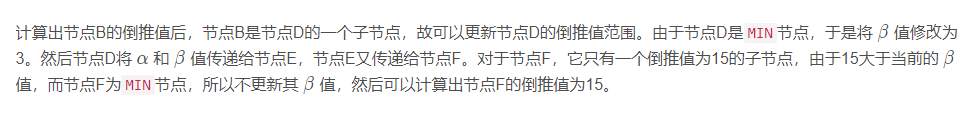 计算出节点B的倒推值后，节点B是节点D的一个子节点，故可以更新节点D的倒推值范围。由于节点D是 MIN 节点，于是将 β 值修改为
3。然后节点D将 α 和 β 值传递给节点E，节点E又传递给节点F。对于节点F，它只有一个倒推值为15的子节点，由于15大于当前的 β
值，而节点F为 MIN 节点，所以不更新其 β 值，然后可以计算出节点F的倒推值为15。